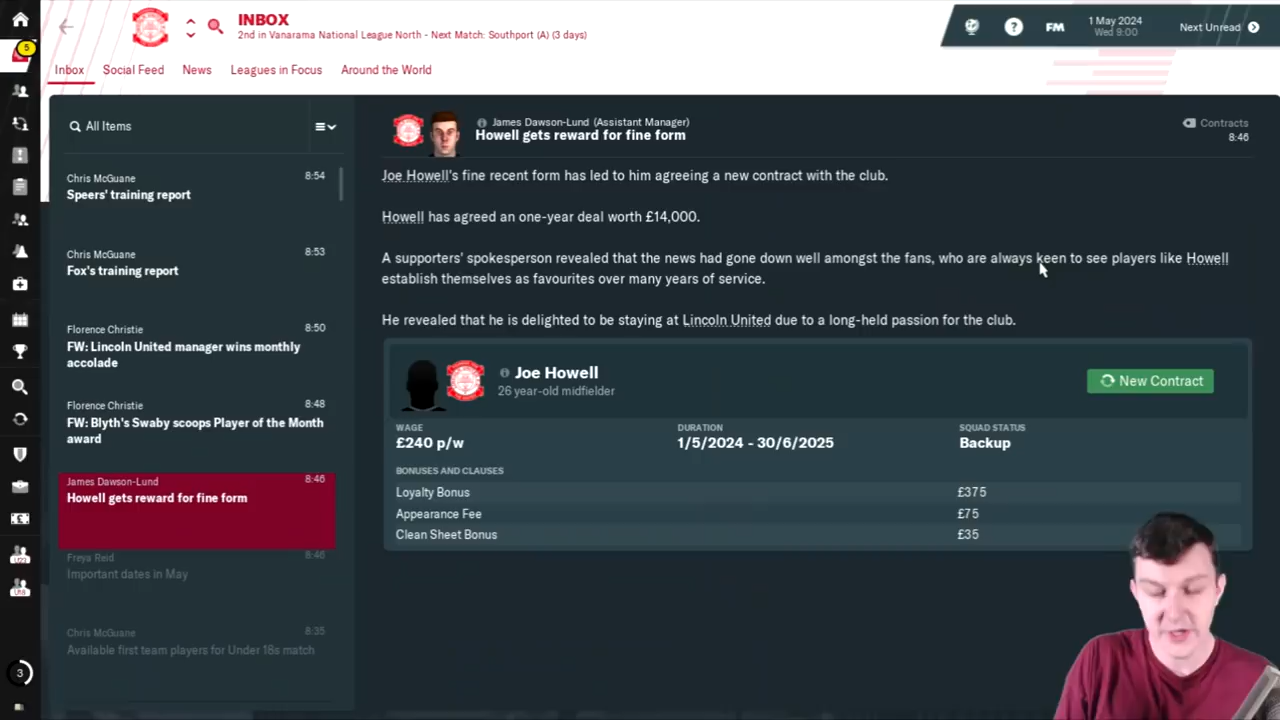 INBOX
2nd in Vanarama National League North - Next Match: Southport (A) (3 days)
FM
1 May 2024
Wed 9:00
Next Unread
5
Inbox
Social Feed
News
Leagues in Focus
Around the World
All Items
Chris McGuane
8:54
Speers' training report
Chris McGuane
8:53
Fox's training report
Florence Christie
8:50
FW: Lincoln United manager wins monthly
accolade
Florence Christie
8:48
FW: Blyth's Swaby scoops Player of the Month
award
James Dawson-Lund
8:46
Howell gets reward for fine form
Freya Reid
8:46
Important dates in May
Chris McGuane
8:35
Available first team players for Under 18s match
3
James Dawson-Lund (Assistant Manager)
Howell gets reward for fine form
Contracts
8:46
Joe Howell's fine recent form has led to him agreeing a new contract with the club.
Howell has agreed an one-year deal worth £14,000.
A supporters' spokesperson revealed that the news had gone down well amongst the fans, who are always keen to see players like Howell
establish themselves as favourites over many years of service.
He revealed that he is delighted to be staying at Lincoln United due to a long-held passion for the club.
Joe Howell
26 year-old midfielder
New Contract
WAGE
£240 p/w
DURATION
1/5/2024 - 30/6/2025
SQUAD STATUS
Backup
BONUSES AND CLAUSES
Loyalty Bonus
£375
Appearance Fee
£75
Clean Sheet Bonus
£35